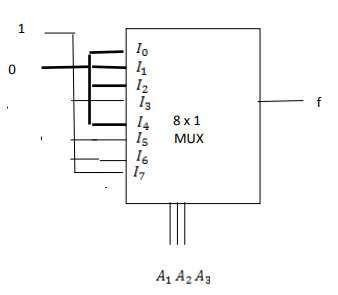 1
0
I₀
I₁
I₂
I₃
I₄
I₅
I₆
I₇
8 x 1
MUX
f
A₁ A₂ A₃